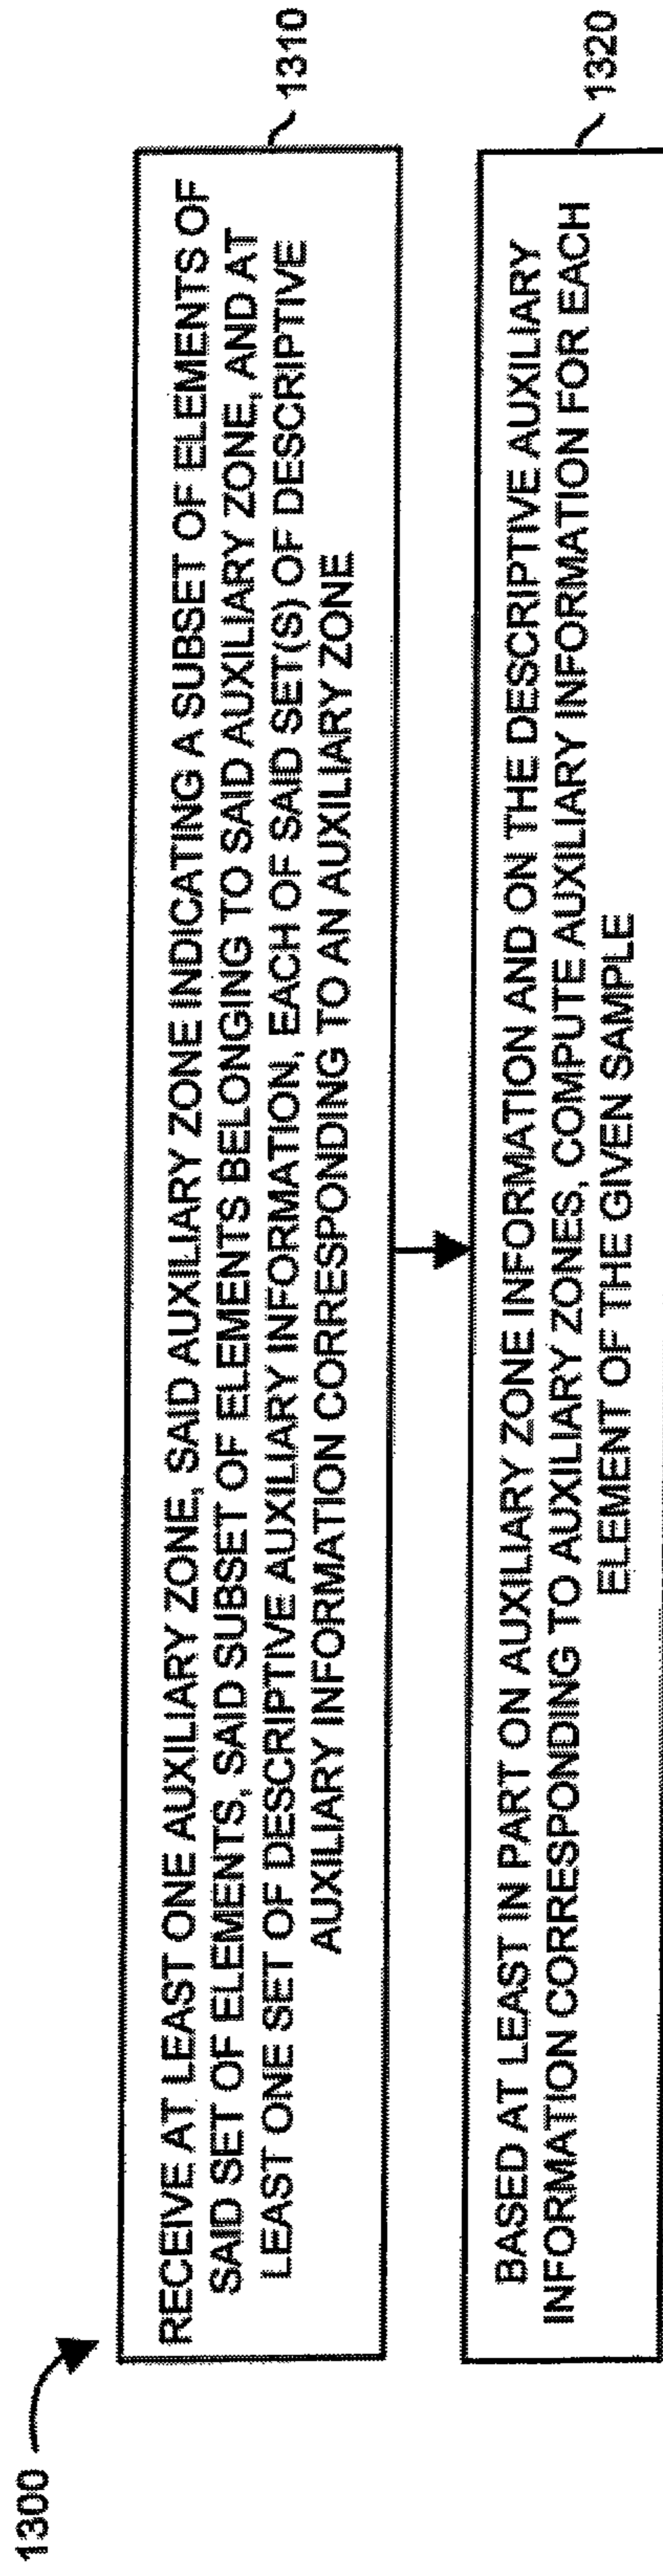 1300
RECEIVE AT LEAST ONE AUXILIARY ZONE, SAID AUXILIARY ZONE INDICATING A SUBSET OF ELEMENTS OF
SAID SET OF ELEMENTS, SAID SUBSET OF ELEMENTS BELONGING TO SAID AUXILIARY ZONE, AND AT
LEAST ONE SET OF DESCRIPTIVE AUXILIARY INFORMATION, EACH OF SAID SET(S) OF DESCRIPTIVE
AUXILIARY INFORMATION CORRESPONDING TO AN AUXILIARY ZONE
1310
BASED AT LEAST IN PART ON AUXILIARY ZONE INFORMATION AND ON THE DESCRIPTIVE AUXILIARY
INFORMATION CORRESPONDING TO AUXILIARY ZONES, COMPUTE AUXILIARY INFORMATION FOR EACH
ELEMENT OF THE GIVEN SAMPLE
1320